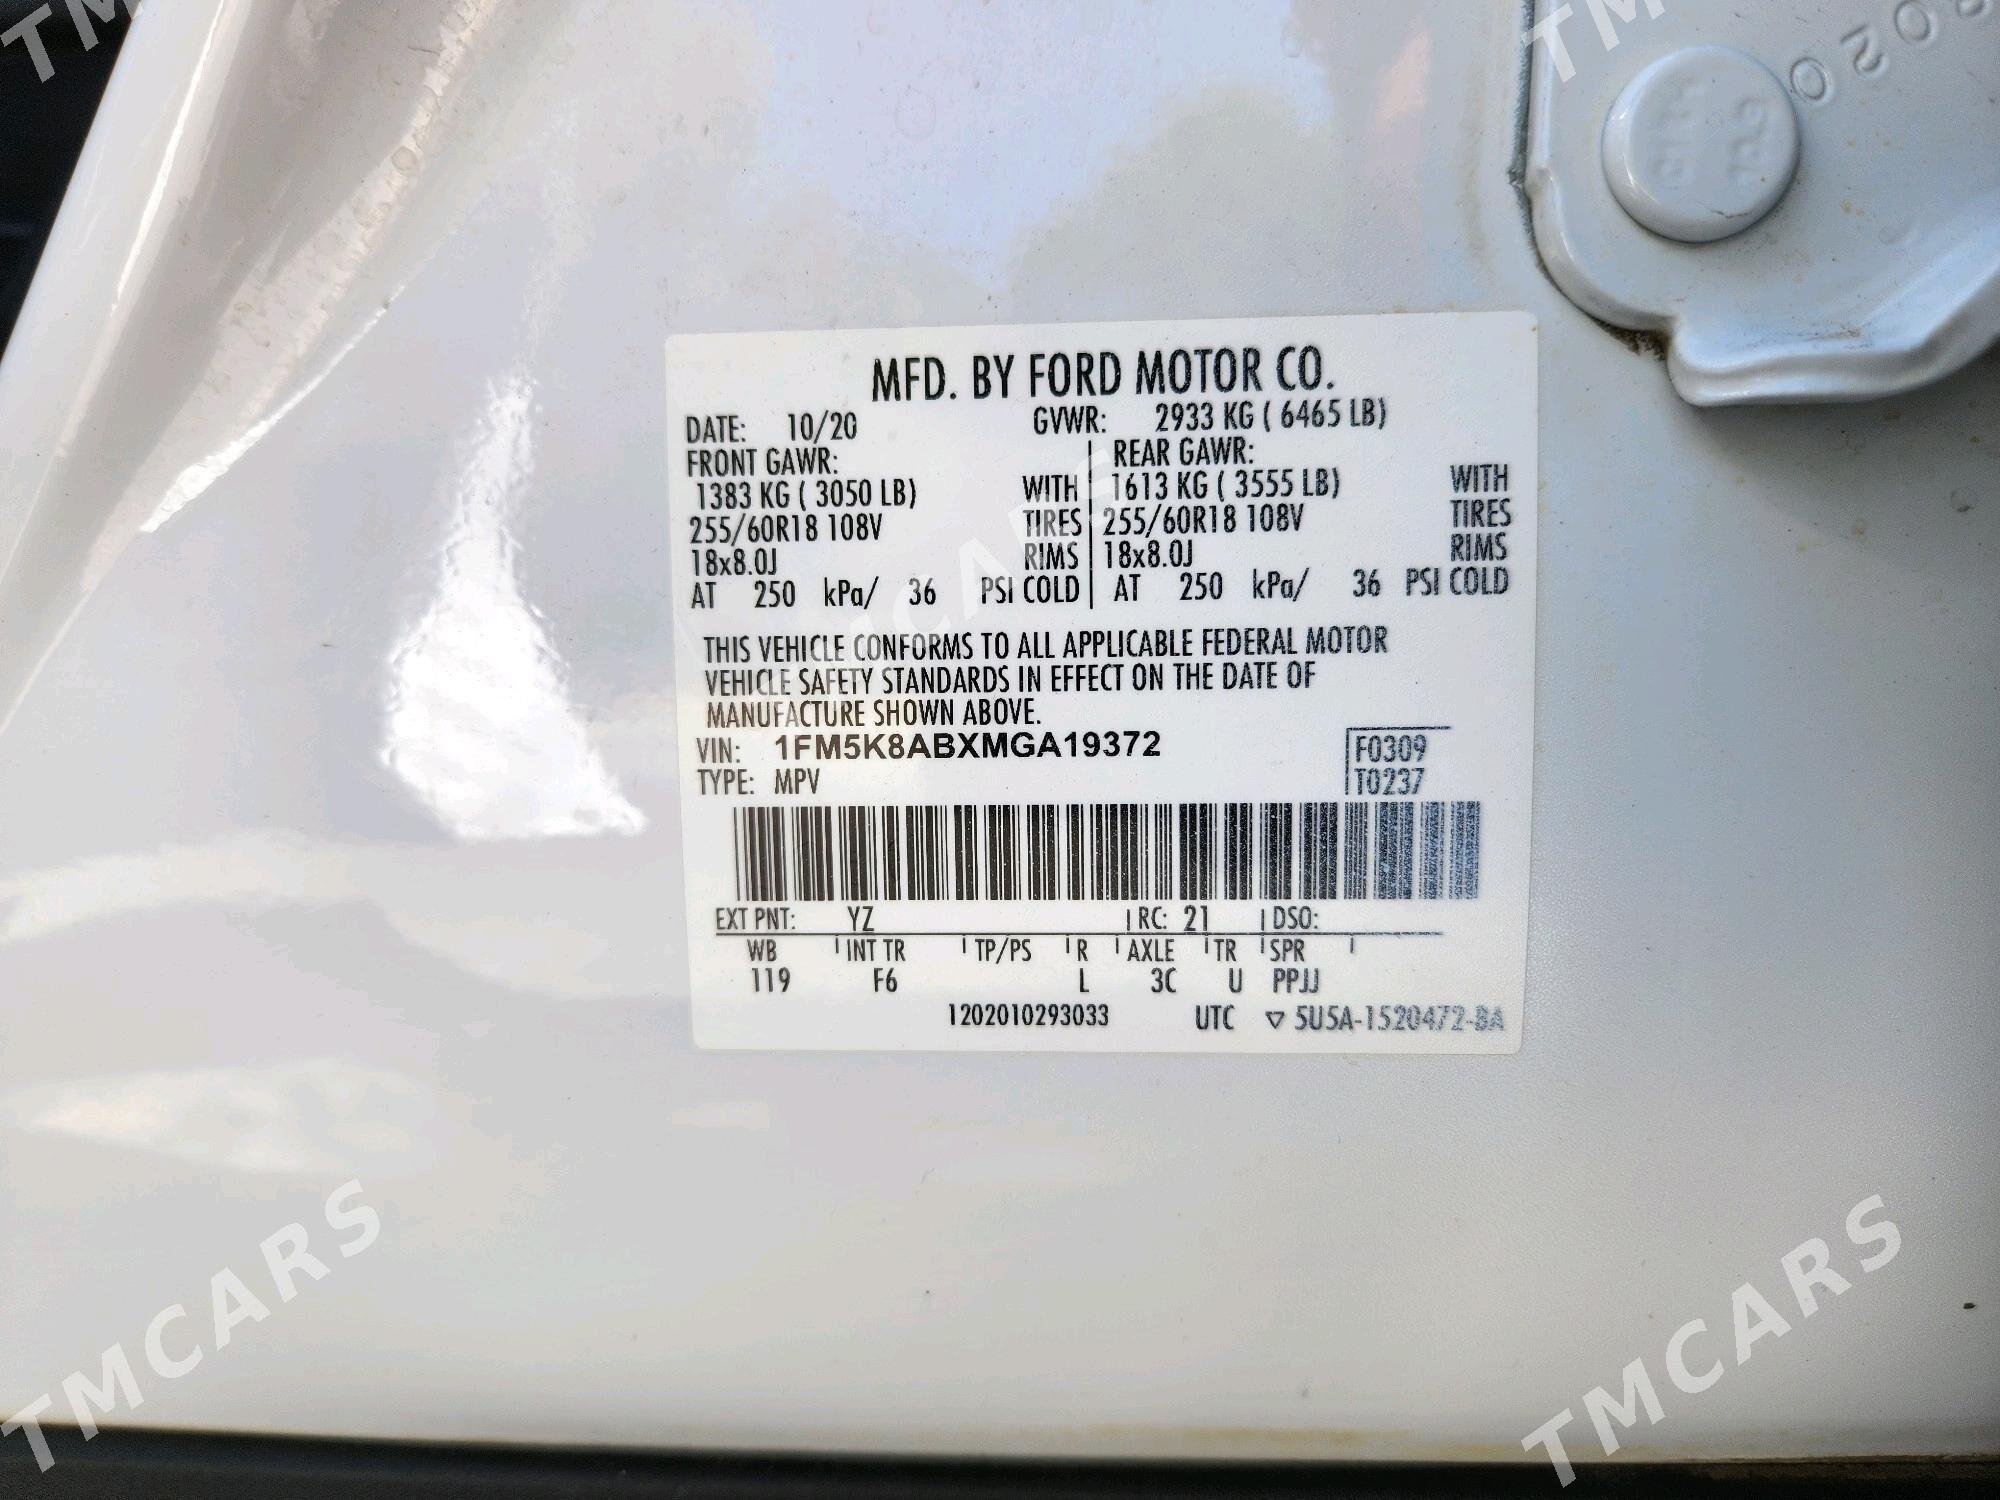 TMCARS
MFD. BY FORD MOTOR CO.
DATE: 10/20 GVWR: 2933 KG ( 6465 LB)
FRONT GAWR: REAR GAWR:
1383 KG ( 3050 LB) WITH 1613 KG ( 3555 LB) WITH
255/60R18 108V TIRES 255/60R18 108V TIRES
18x8.0J RIMS 18x8.0J RIMS
AT 250 kPa/ 36 PSI COLD AT 250 kPa/ 36 PSI COLD
THIS VEHICLE CONFORMS TO ALL APPLICABLE FEDERAL MOTOR
VEHICLE SAFETY STANDARDS IN EFFECT ON THE DATE OF
MANUFACTURE SHOWN ABOVE.
VIN: 1FM5K8ABXMGA19372 F0309
TYPE: MPV T0237
EXT PNT: YZ RC: 21 DSO:
WB INT TR TP/PS R AXLE TR SPR
119 F6 L 3C U PPJJ
1202010293033 UTC ▽ 5U5A-1520472-BA
TMCARS
TMCARS